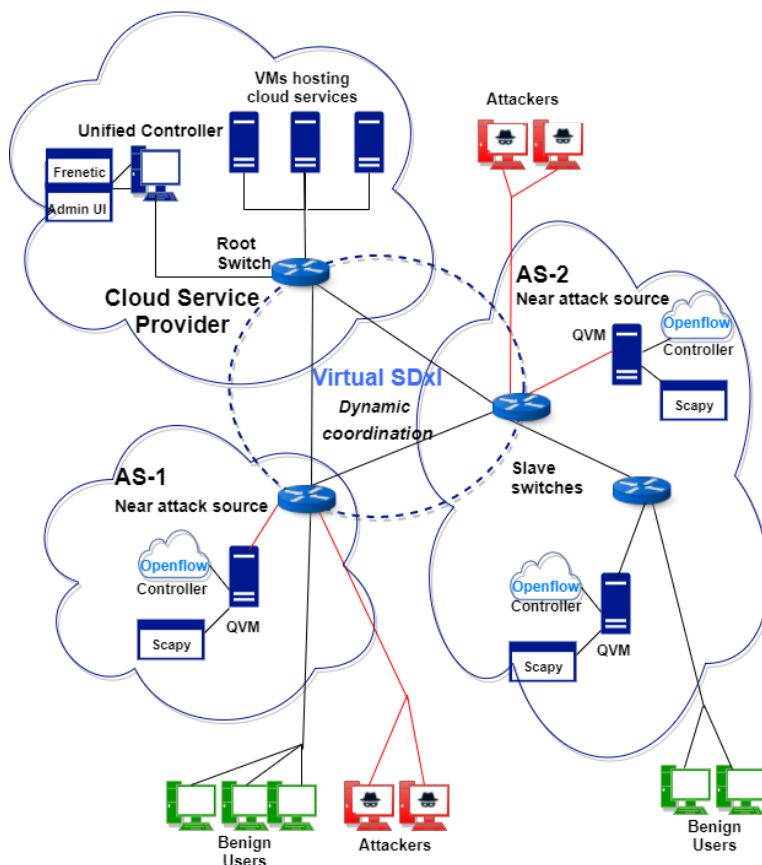 VMs hosting
cloud services
Attackers
Unified Controller
Frenetic
Admin UI
Root
Switch
Cloud Service
Provider
AS-2
Near attack source
QVM
Openflow
Controller
Scapy
Virtual SDxI
Dynamic
coordination
Slave
switches
AS-1
Near attack source
Openflow
Controller
QVM
Scapy
Openflow
Controller
QVM
Scapy
Benign
Users
Attackers
Benign
Users